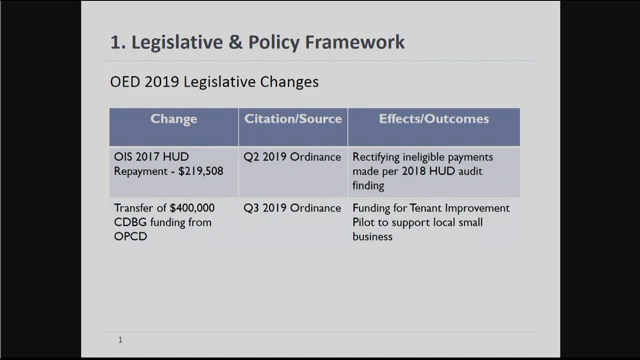 1. Legislative & Policy Framework
OED 2019 Legislative Changes
Change Citation/Source Effects/Outcomes
OIS 2017 HUD Q2 2019 Ordinance Rectifying ineligible payments
Repayment - $219,508 made per 2018 HUD audit
finding
Transfer of $400,000 Q3 2019 Ordinance Funding for Tenant Improvement
CDBG funding from Pilot to support local small
OPCD business
1